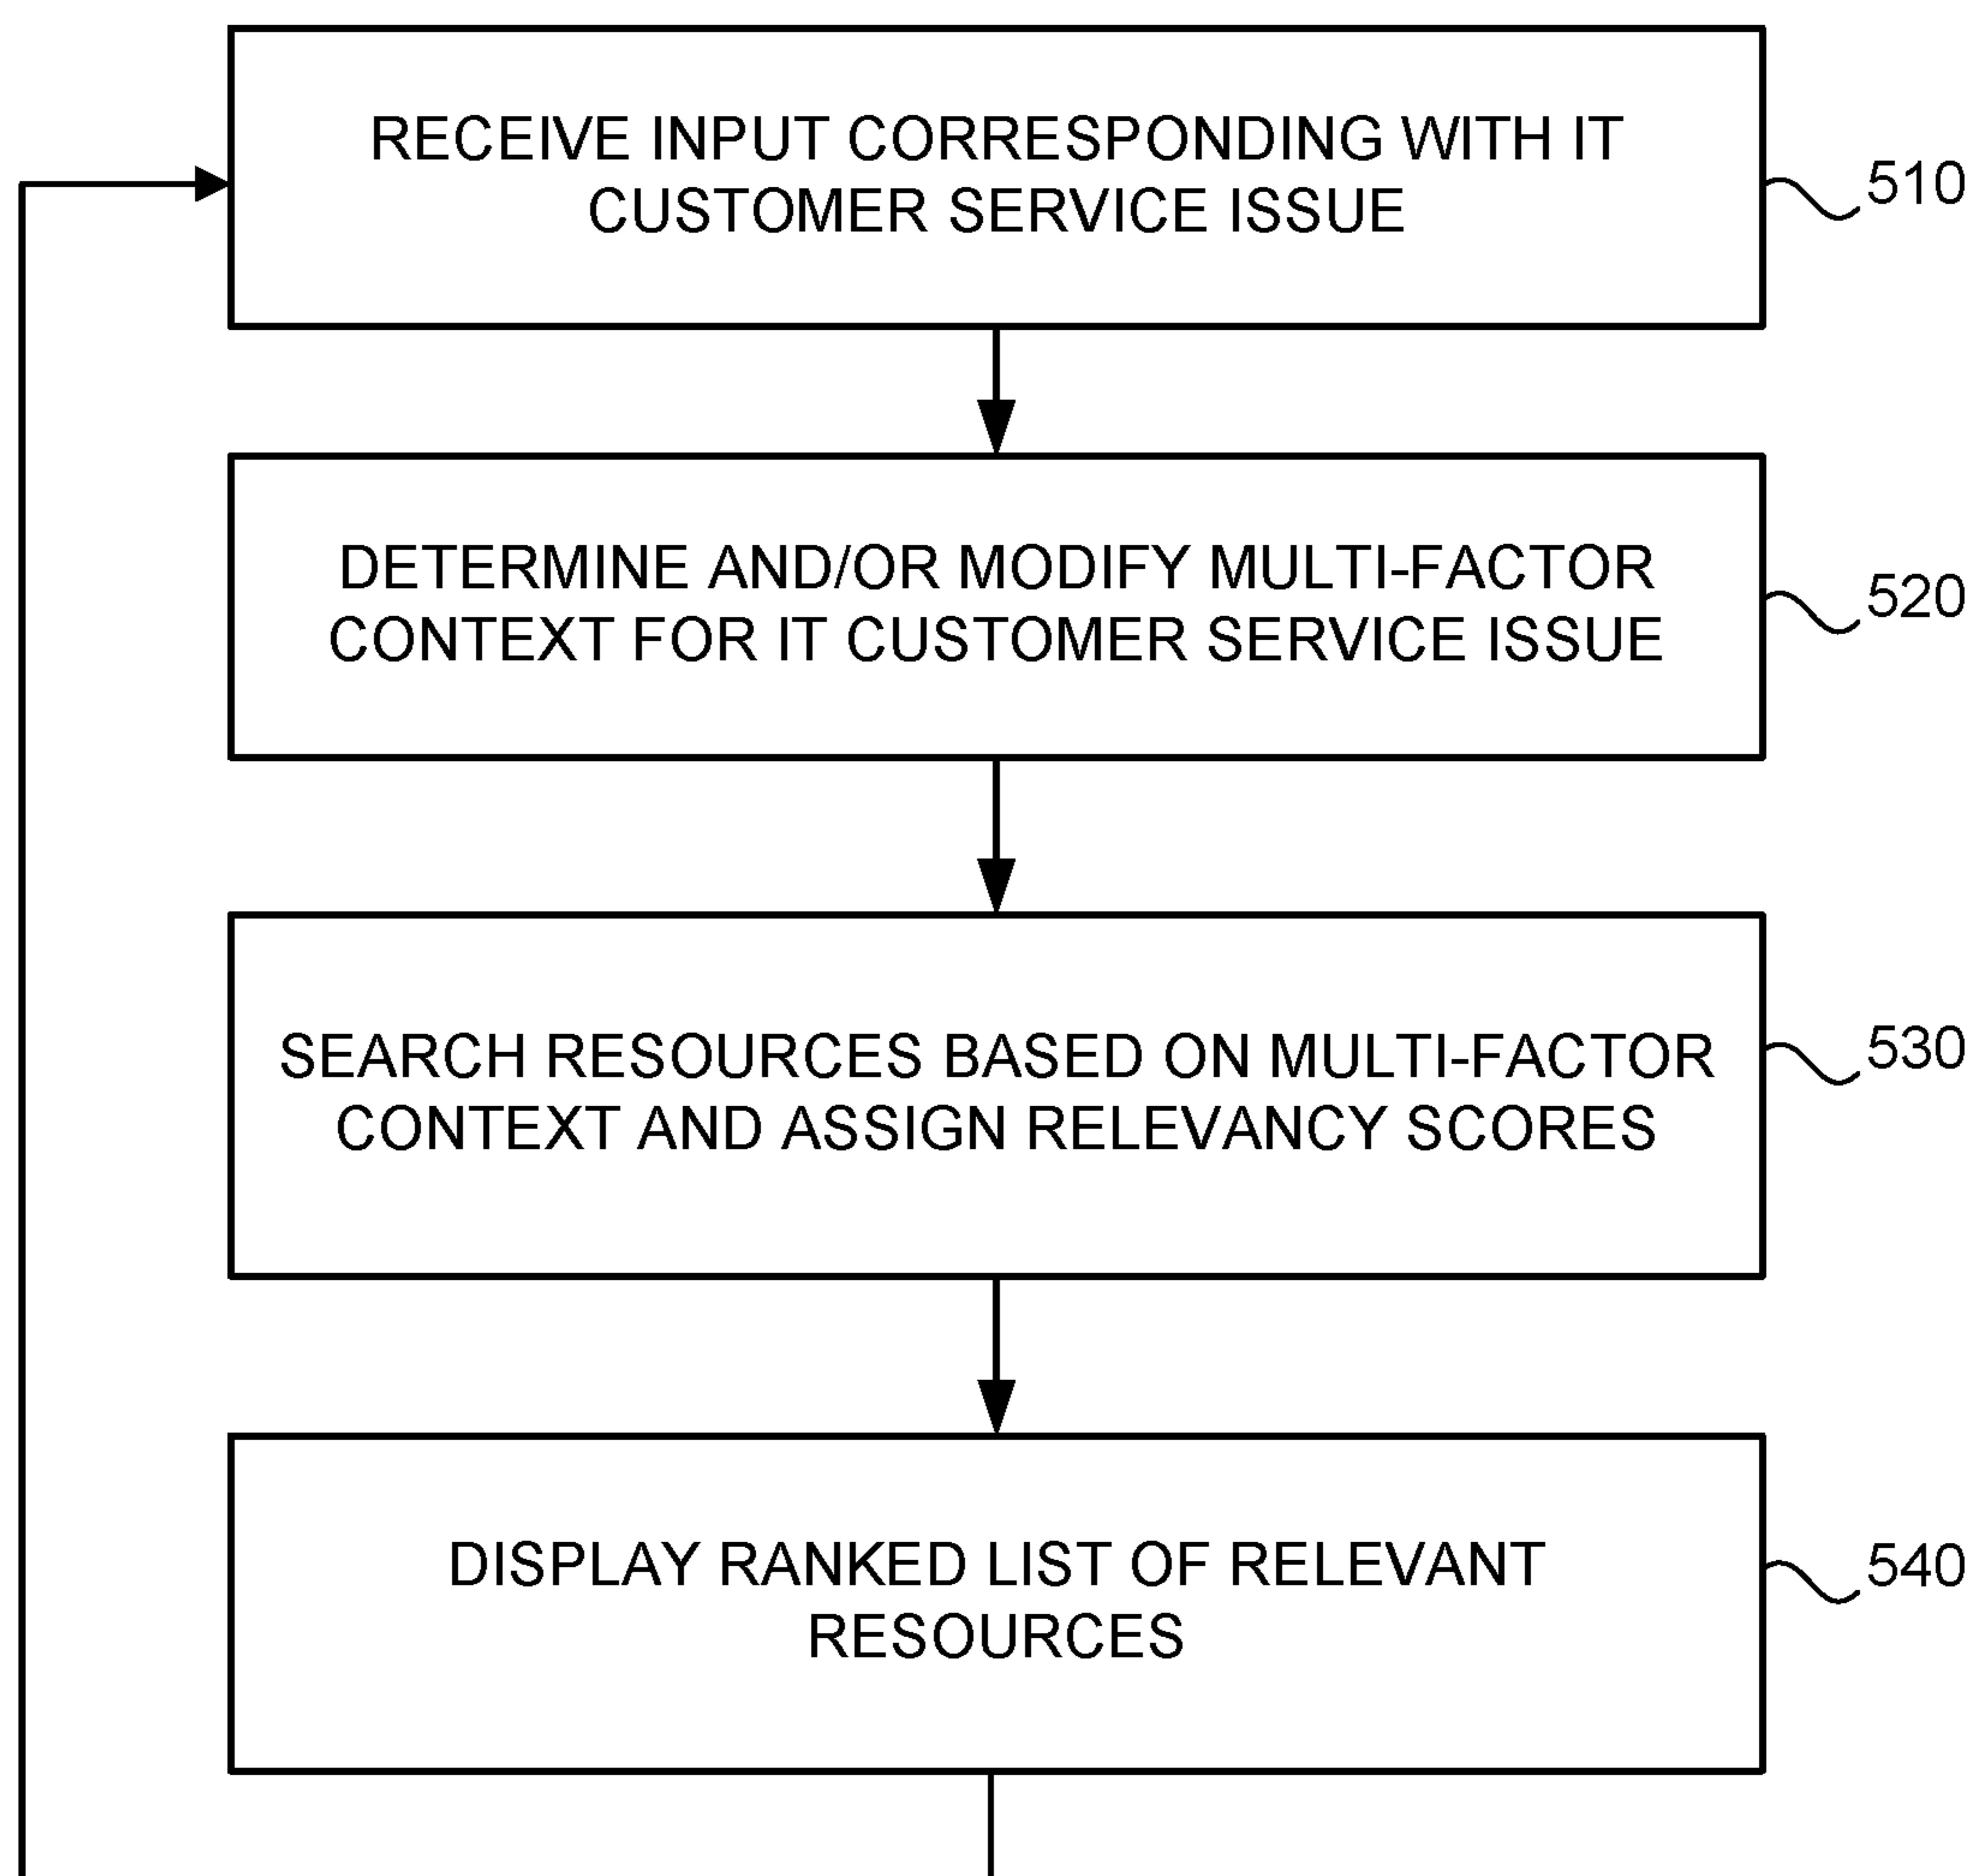 RECEIVE INPUT CORRESPONDING WITH IT
CUSTOMER SERVICE ISSUE
510
DETERMINE AND/OR MODIFY MULTI-FACTOR
CONTEXT FOR IT CUSTOMER SERVICE ISSUE
520
SEARCH RESOURCES BASED ON MULTI-FACTOR
CONTEXT AND ASSIGN RELEVANCY SCORES
530
DISPLAY RANKED LIST OF RELEVANT
RESOURCES
540